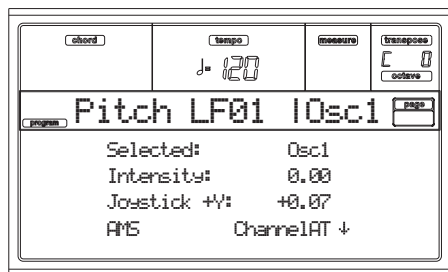 chord tempo measure transpose
♩= 120 C 0
octave
program Pitch LFO1 |Osc1 page
Selected: Osc1
Intensity: 0.00
Joystick +Y: +0.07
AMS ChannelAT ↓